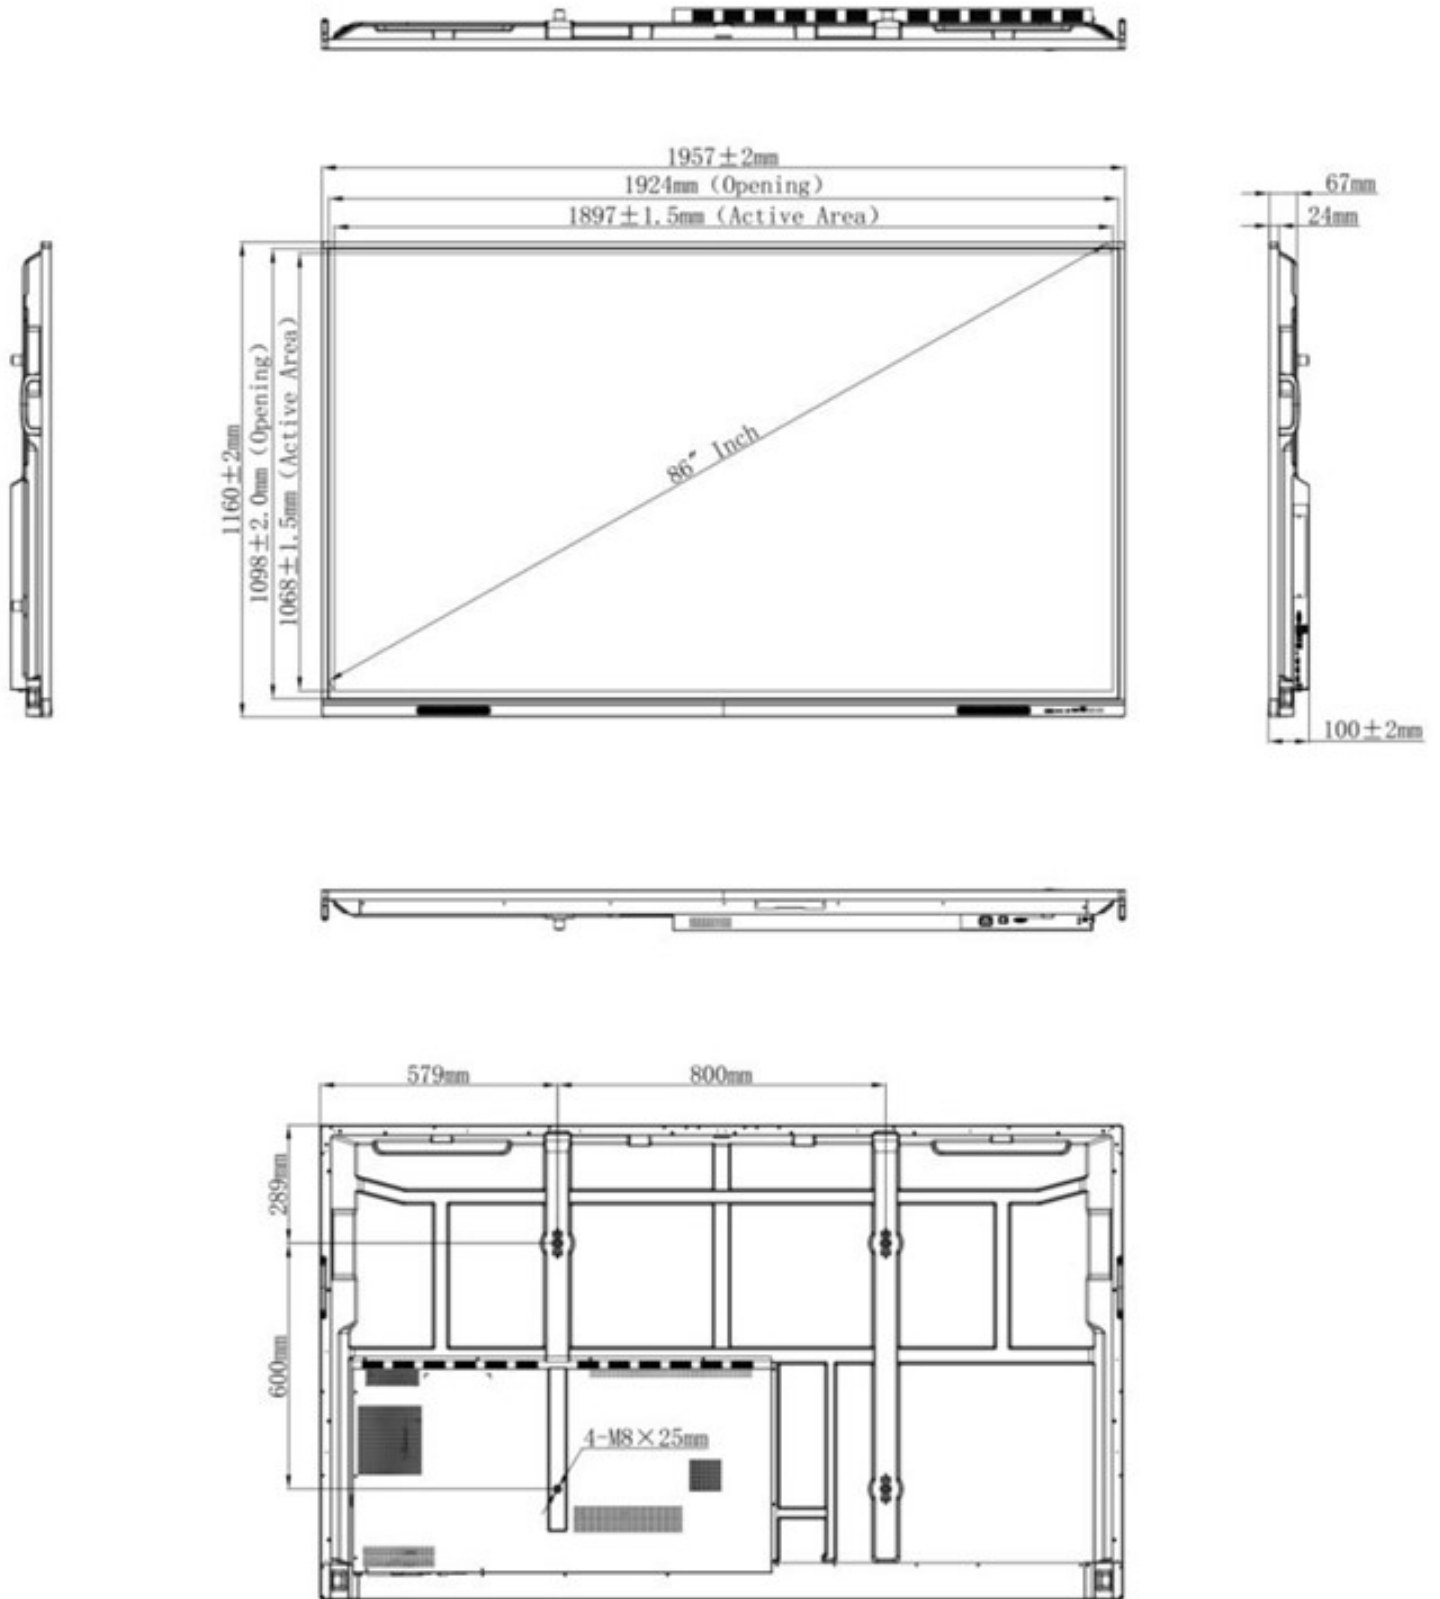 1957±2mm
1924mm (Opening)
1897±1.5mm (Active Area)
67mm
24mm
1160±2mm
1098±2.0mm (Opening)
1068±1.5mm (Active Area)
86″ Inch
100±2mm
579mm
800mm
289mm
600mm
4-M8×25mm